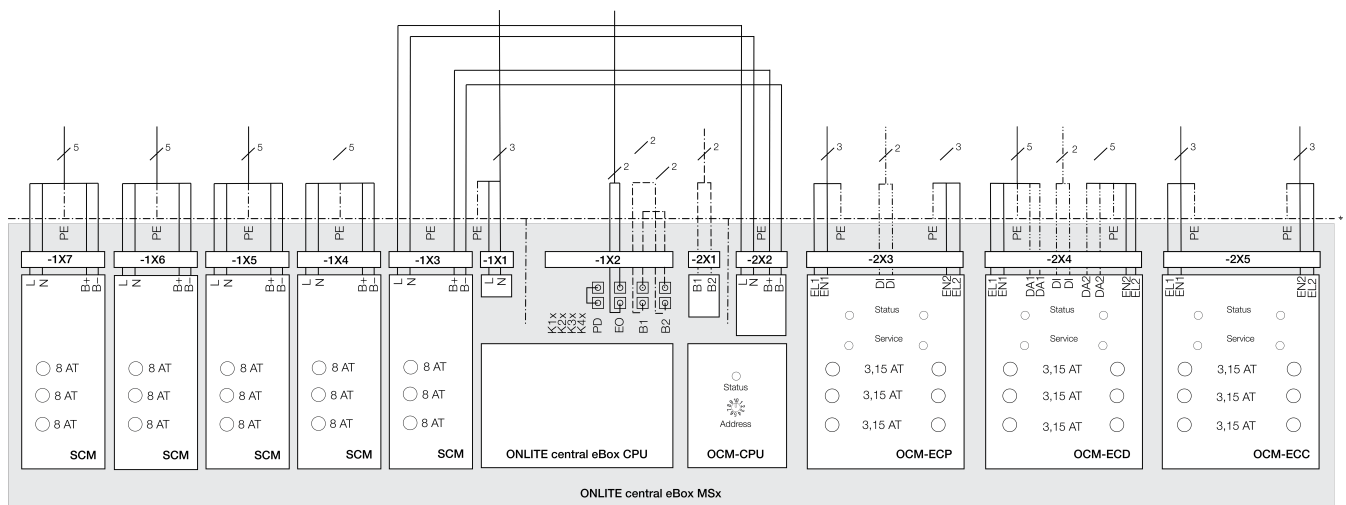 5 5 5 5 3 2 2 2 2 3 2 3 5 2 5 3 3
*
PE PE PE PE PE PE PE PE PE PE PE PE PE
-1X7 -1X6 -1X5 -1X4 -1X3 -1X1 -1X2 -2X1 -2X2 -2X3 -2X4 -2X5
L N B+ B- L N B+ B- L N B+ B- L N B+ B- L N B+ B- L N B1 B2 L N B+ B- EL1 EN1 DI DI EN2 EL2 EL1 EN1 DA1 DA1 DI DI DA2 DA2 EN2 EL2 EL1 EN1 EN2 EL2
K1x
K2x
K3x
K4x
PD EO B1 B2
Status Status Status
Service Service Service
8 AT 8 AT 8 AT 8 AT 8 AT 3,15 AT 3,15 AT 3,15 AT
Status
8 AT 8 AT 8 AT 8 AT 8 AT 3,15 AT 3,15 AT 3,15 AT
8 AT 8 AT 8 AT 8 AT 8 AT Address 3,15 AT 3,15 AT 3,15 AT
SCM SCM SCM SCM SCM ONLITE central eBox CPU OCM-CPU OCM-ECP OCM-ECD OCM-ECC
ONLITE central eBox MSx